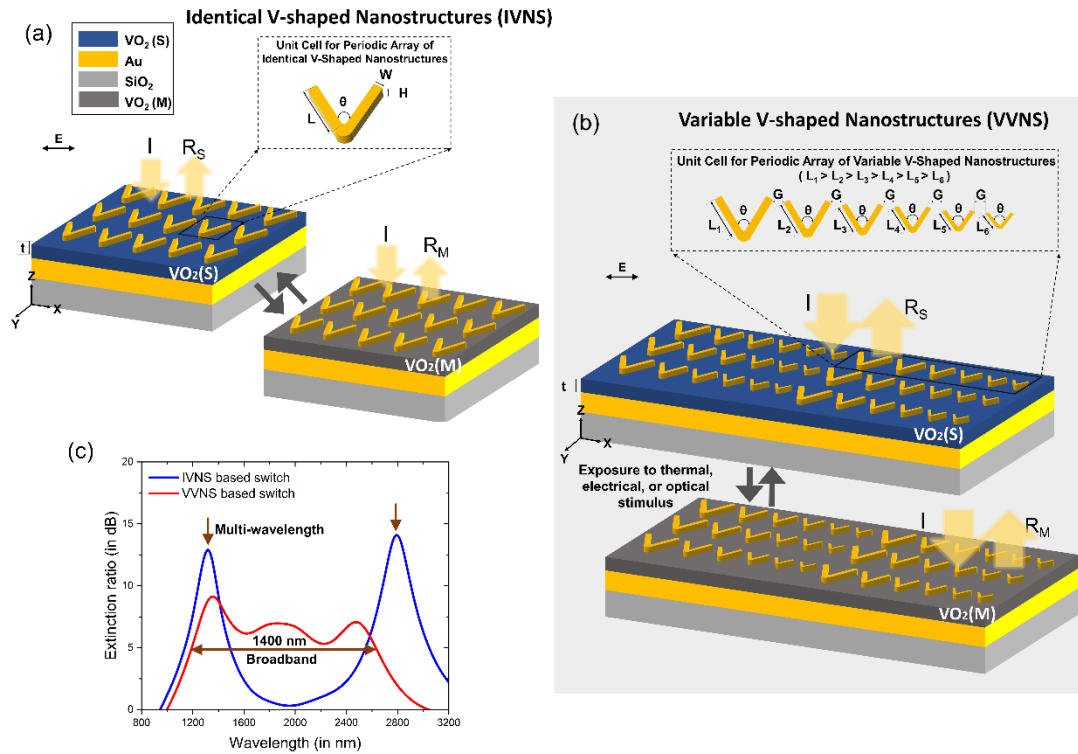 Identical V-shaped Nanostructures (IVNS)
(a)
VO₂ (S)
Au
SiO₂
VO₂ (M)
Unit Cell for Periodic Array of
Identical V-Shaped Nanostructures
W
θ
H
L
E
I
R_S
t
VO₂(S)
Z
X
Y
I
R_M
VO₂(M)
(b)
Variable V-shaped Nanostructures (VVNS)
Unit Cell for Periodic Array of Variable V-Shaped Nanostructures
( L₁ > L₂ > L₃ > L₄ > L₅ > L₆ )
G G G G G
θ θ θ θ θ θ
L₁ L₂ L₃ L₄ L₅ L₆
E
I
R_S
t
VO₂(S)
Z
X
Y
Exposure to thermal,
electrical, or optical
stimulus
I
R_M
VO₂(M)
(c)
20
15
10
5
0
Extinction ratio (in dB)
IVNS based switch
VVNS based switch
Multi-wavelength
1400 nm
Broadband
800 1200 1600 2000 2400 2800 3200
Wavelength (in nm)